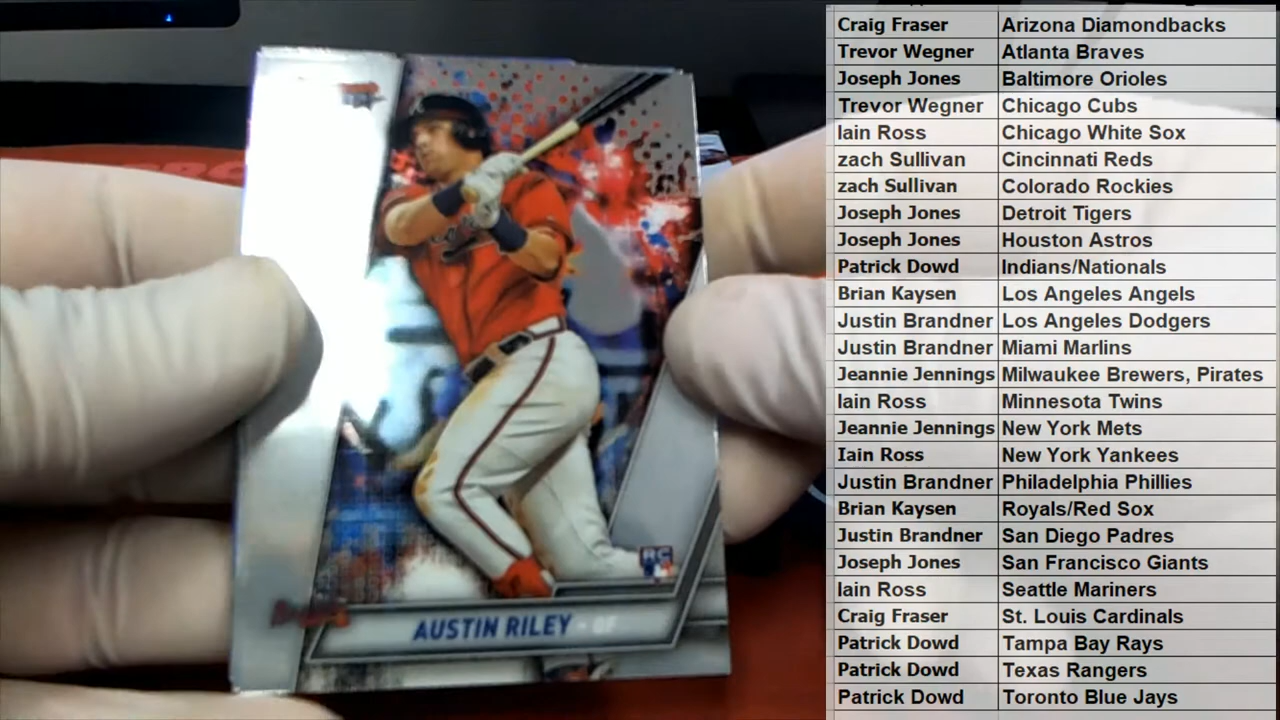 AUSTIN RILEY - OF
RC
Craig Fraser Arizona Diamondbacks
Trevor Wegner Atlanta Braves
Joseph Jones Baltimore Orioles
Trevor Wegner Chicago Cubs
Iain Ross Chicago White Sox
zach Sullivan Cincinnati Reds
zach Sullivan Colorado Rockies
Joseph Jones Detroit Tigers
Joseph Jones Houston Astros
Patrick Dowd Indians/Nationals
Brian Kaysen Los Angeles Angels
Justin Brandner Los Angeles Dodgers
Justin Brandner Miami Marlins
Jeannie Jennings Milwaukee Brewers, Pirates
Iain Ross Minnesota Twins
Jeannie Jennings New York Mets
Iain Ross New York Yankees
Justin Brandner Philadelphia Phillies
Brian Kaysen Royals/Red Sox
Justin Brandner San Diego Padres
Joseph Jones San Francisco Giants
Iain Ross Seattle Mariners
Craig Fraser St. Louis Cardinals
Patrick Dowd Tampa Bay Rays
Patrick Dowd Texas Rangers
Patrick Dowd Toronto Blue Jays